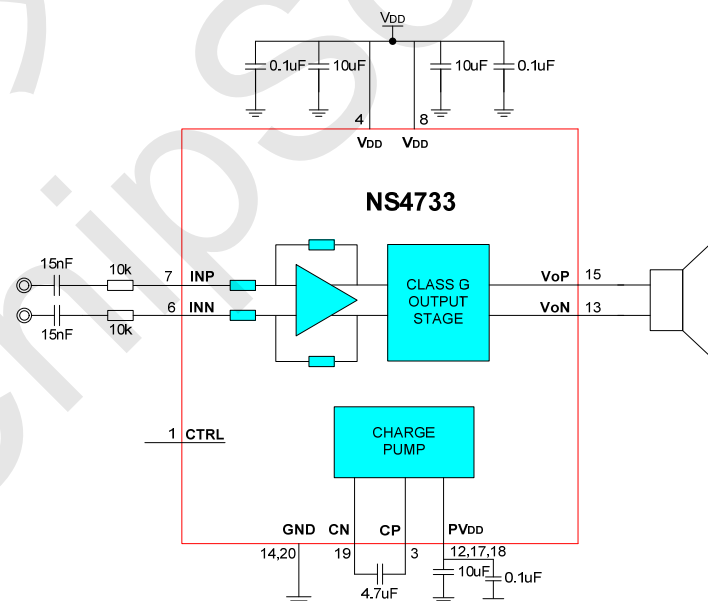 VDD
0.1uF 10uF 10uF 0.1uF
4 8
VDD VDD
NS4733
15nF 10k 7 INP
CLASS G
OUTPUT
STAGE
VoP 15
15nF 10k 6 INN
VoN 13
1 CTRL
CHARGE
PUMP
GND CN CP PVDD
14,20 19 3 12,17,18
4.7uF
10uF 0.1uF